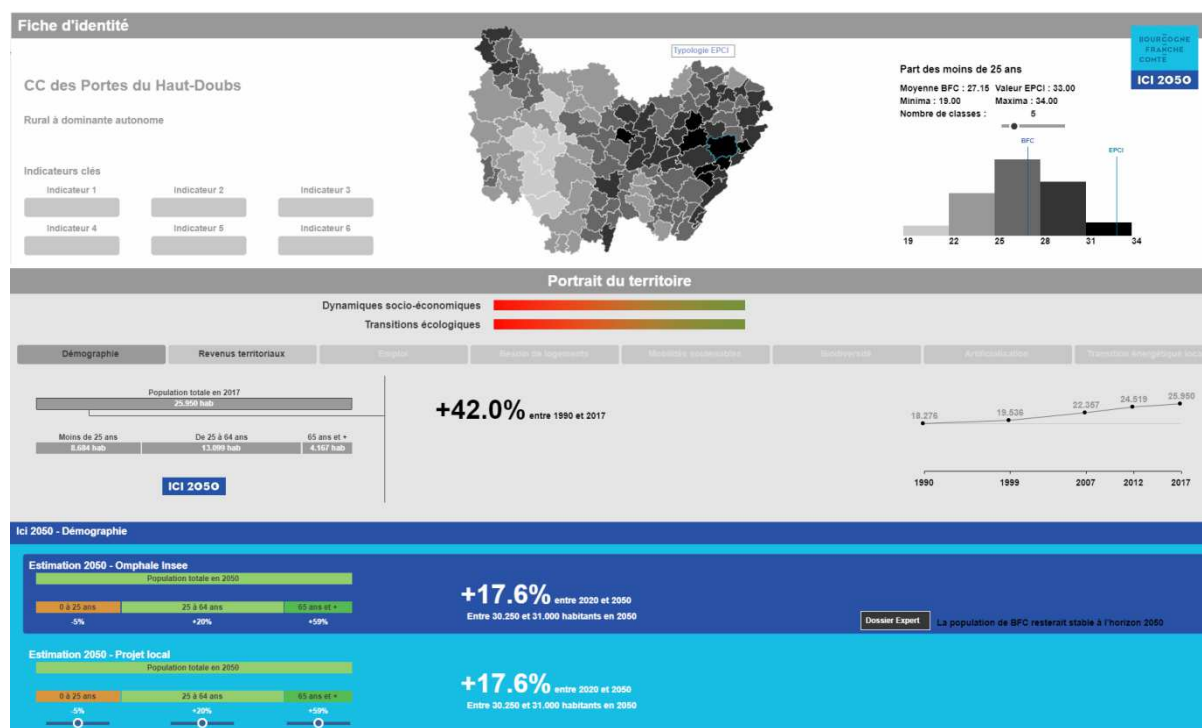 Fiche d'identité
BOURGOGNE
FRANCHE
COMTÉ
ICI 2050
Typologie EPCI
CC des Portes du Haut-Doubs
Rural à dominante autonome
Indicateurs clés
Indicateur 1 Indicateur 2 Indicateur 3
Indicateur 4 Indicateur 5 Indicateur 6
Part des moins de 25 ans
Moyenne BFC : 27.15 Valeur EPCI : 33.00
Minima : 19.00 Maxima : 34.00
Nombre de classes : 5
BFC
EPCI
19 22 25 28 31 34
Portrait du territoire
Dynamiques socio-économiques
Transitions écologiques
Démographie Revenus territoriaux Emploi Besoin de logements Mobilités soutenables Biodiversité Artificialisation Transition énergétique
Population totale en 2017
25.950 hab
Moins de 25 ans De 25 à 64 ans 65 ans et +
8.684 hab 13.099 hab 4.167 hab
ICI 2050
+42.0% entre 1990 et 2017
18.276 19.536 22.357 24.519 25.950
1990 1999 2007 2012 2017
Ici 2050 - Démographie
Estimation 2050 - Omphale Insee
Population totale en 2050
0 à 25 ans 25 à 64 ans 65 ans et +
-5% +20% +59%
+17.6% entre 2020 et 2050
Entre 30.250 et 31.000 habitants en 2050
Dossier Expert La population de BFC resterait stable à l'horizon 2050
Estimation 2050 - Projet local
Population totale en 2050
0 à 25 ans 25 à 64 ans 65 ans et +
-5% +20% +59%
+17.6% entre 2020 et 2050
Entre 30.250 et 31.000 habitants en 2050